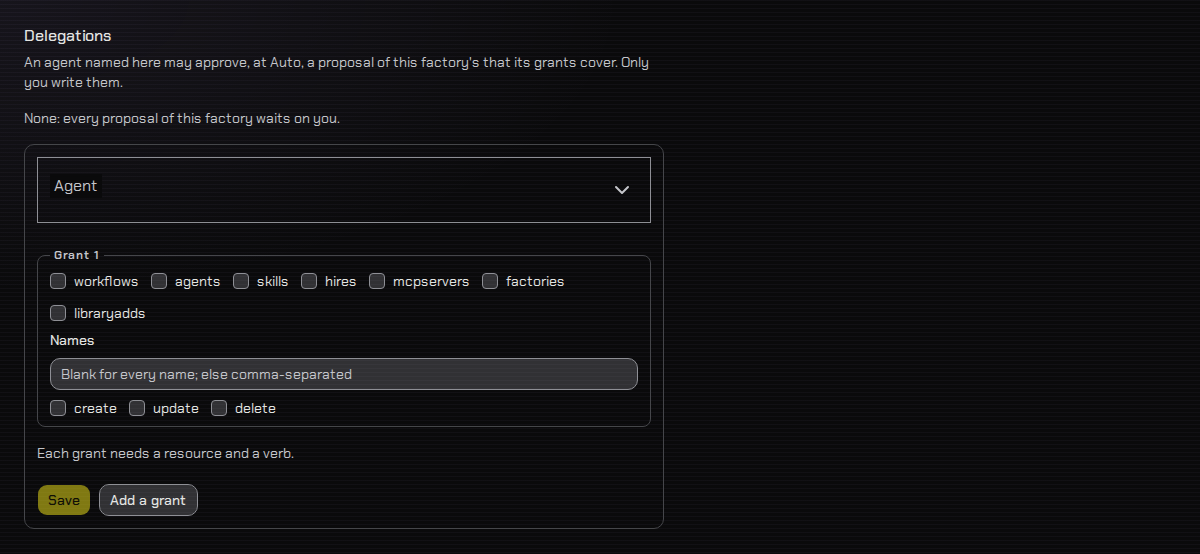 Delegations
An agent named here may approve, at Auto, a proposal of this factory's that its grants cover. Only
you write them.
None: every proposal of this factory waits on you.
Agent
Grant 1
workflows agents skills hires mcpservers factories
libraryadds
Names
Blank for every name; else comma-separated
create update delete
Each grant needs a resource and a verb.
Save Add a grant